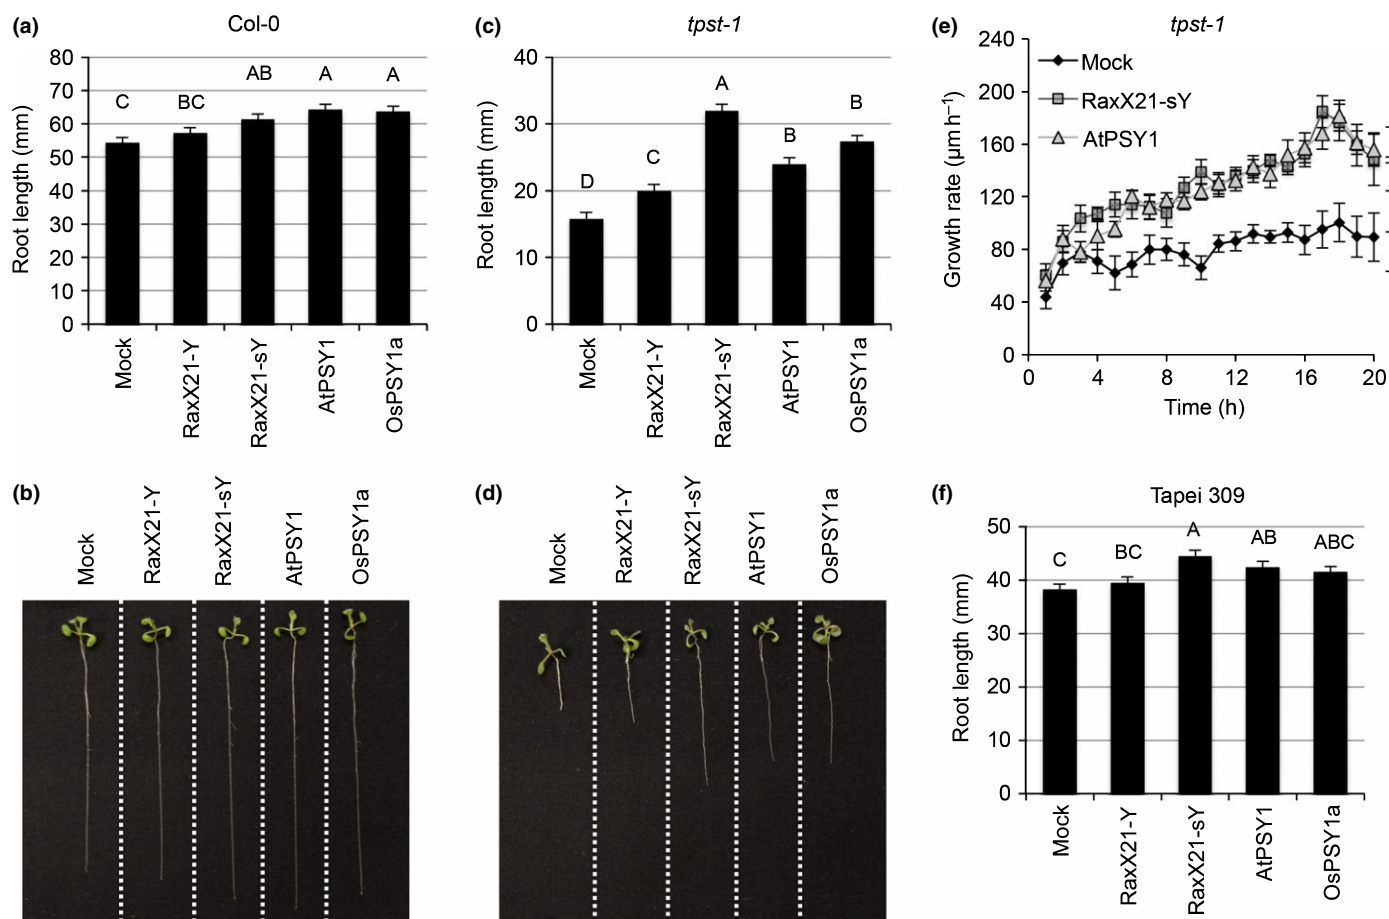 (a)
Col-0
Root length (mm)
80
70
60
50
40
30
20
10
0
C
BC
AB
A
A
Mock
RaxX21-Y
RaxX21-sY
AtPSY1
OsPSY1a
(c)
tpst-1
Root length (mm)
40
30
20
10
0
D
C
A
B
B
Mock
RaxX21-Y
RaxX21-sY
AtPSY1
OsPSY1a
(e)
tpst-1
Growth rate (µm h⁻¹)
240
200
160
120
80
40
0
Mock
RaxX21-sY
AtPSY1
0 4 8 12 16 20
Time (h)
(b)
Mock
RaxX21-Y
RaxX21-sY
AtPSY1
OsPSY1a
(d)
Mock
RaxX21-Y
RaxX21-sY
AtPSY1
OsPSY1a
(f)
Tapei 309
Root length (mm)
50
40
30
20
10
0
C
BC
A
AB
ABC
Mock
RaxX21-Y
RaxX21-sY
AtPSY1
OsPSY1a